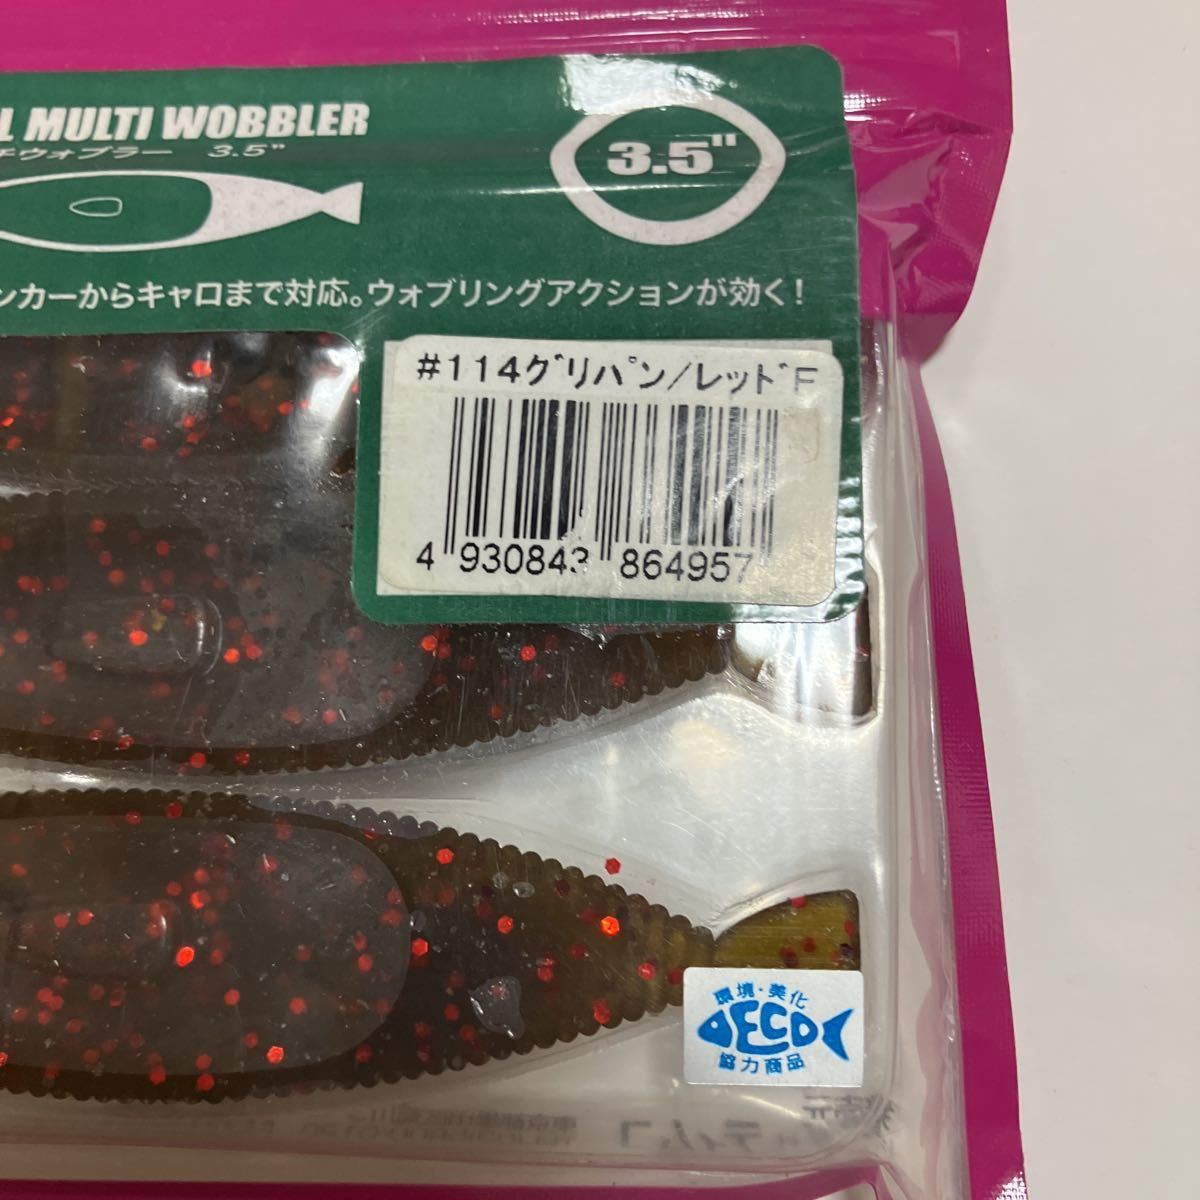 L MULTI WOBBLER
チウォブラー 3.5"
3.5"
ンカーからキャロまで対応。ウォブリングアクションが効く!
#114グリパン/レッドF
4 930843 864957
環境・美化
ECO
協力商品